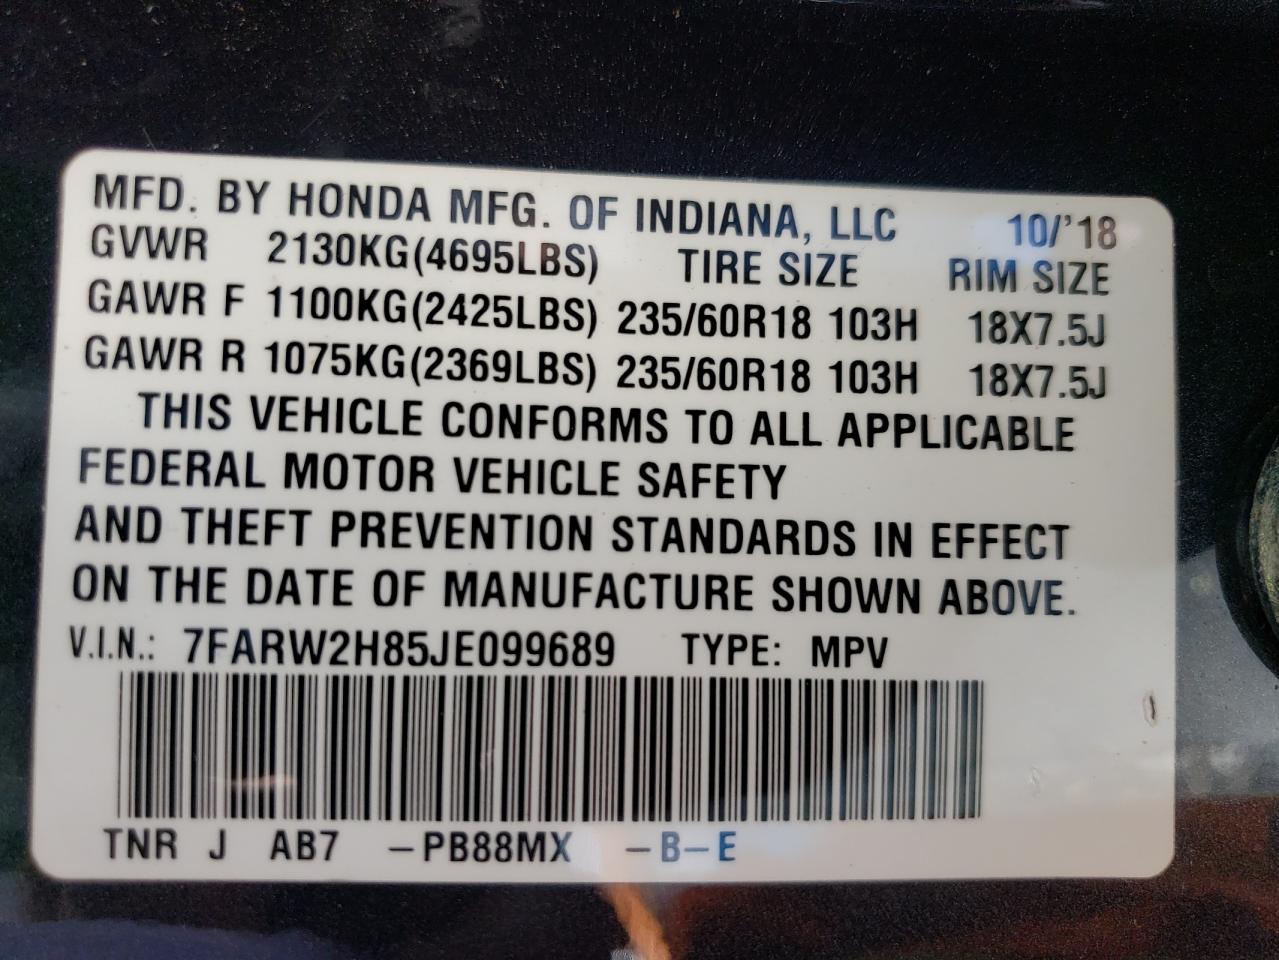 MFD. BY HONDA MFG. OF INDIANA, LLC 10/'18
GVWR 2130KG(4695LBS) TIRE SIZE RIM SIZE
GAWR F 1100KG(2425LBS) 235/60R18 103H 18X7.5J
GAWR R 1075KG(2369LBS) 235/60R18 103H 18X7.5J
THIS VEHICLE CONFORMS TO ALL APPLICABLE
FEDERAL MOTOR VEHICLE SAFETY
AND THEFT PREVENTION STANDARDS IN EFFECT
ON THE DATE OF MANUFACTURE SHOWN ABOVE.
V.I.N.: 7FARW2H85JE099689 TYPE: MPV
TNR J AB7 –PB88MX –B–E